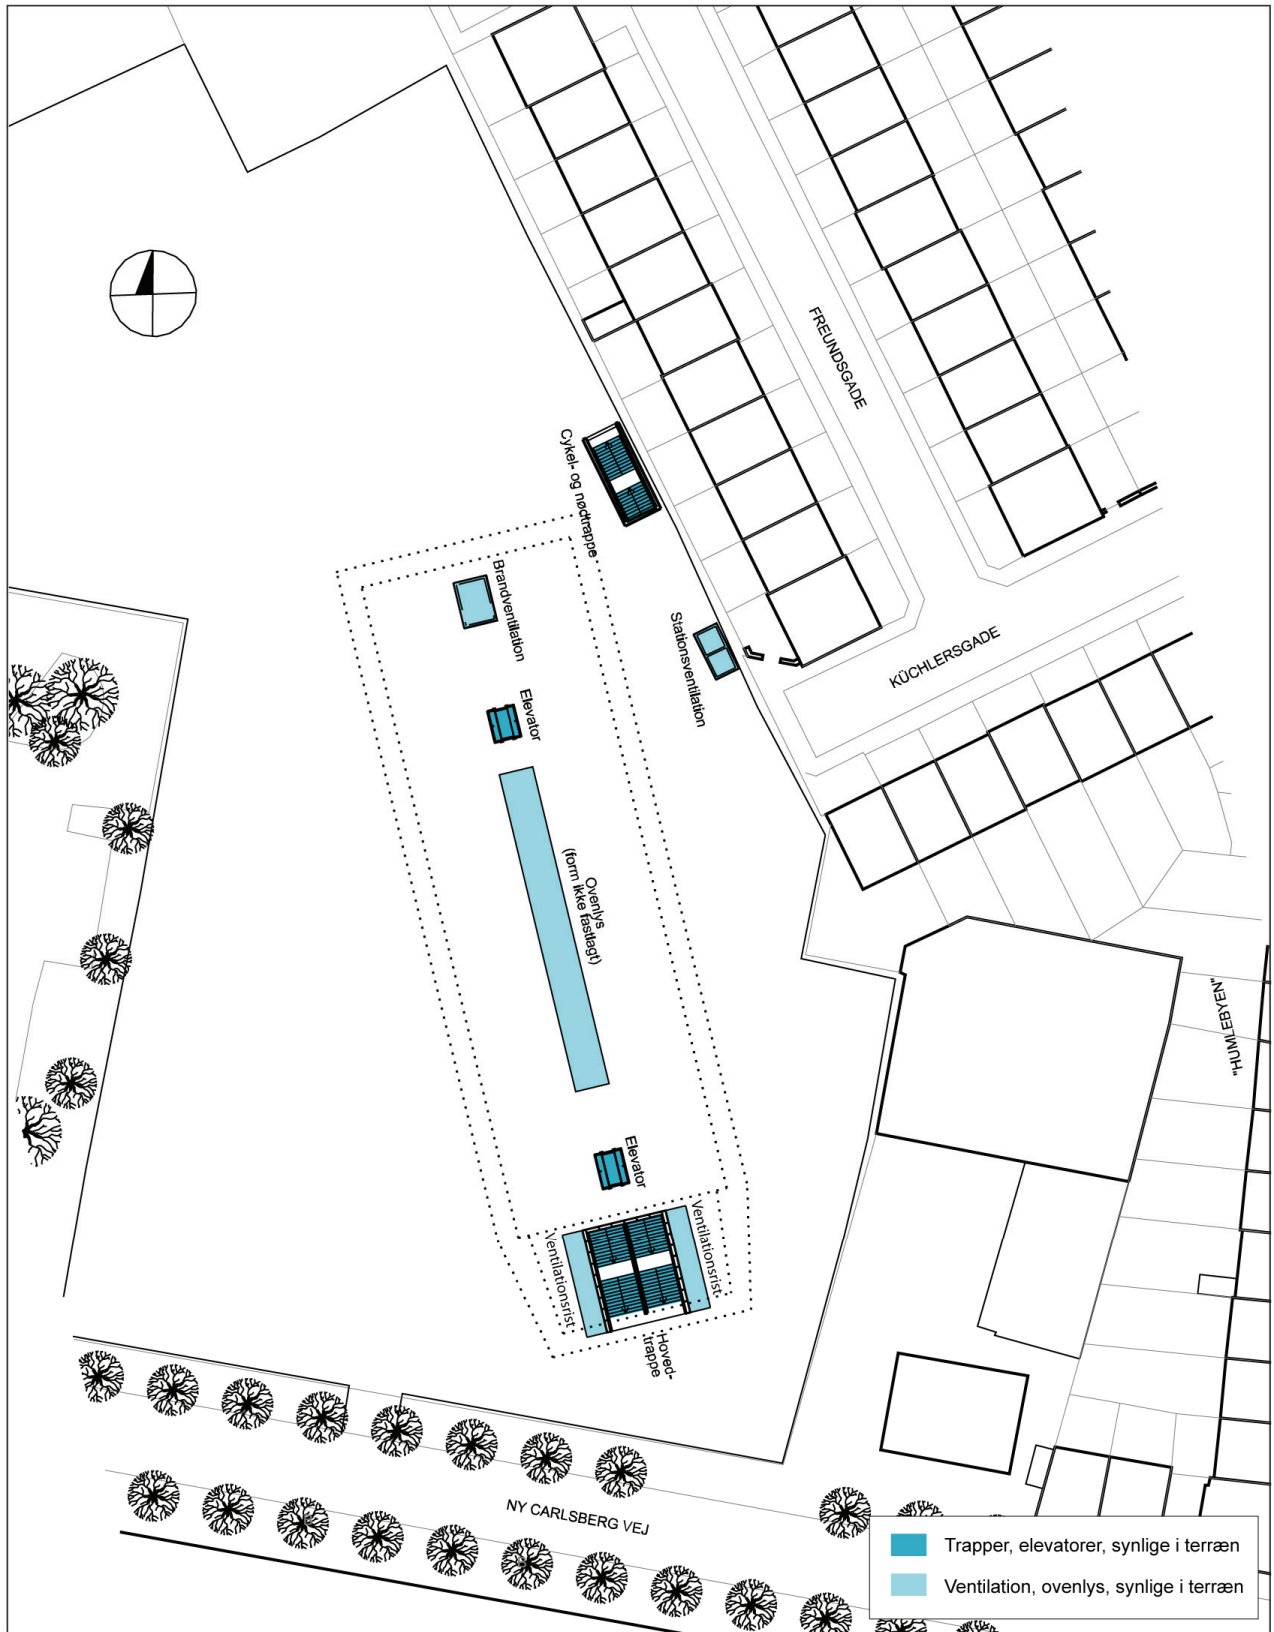 FREUNDSGADE
Cykel- og nødtrappe
Brandventilation
Stationsventilation
KÜCHLERSGADE
Elevator
Ovenlys
(form ikke fastlagt)
"HUMLEBYEN"
Elevator
Ventilationsrist
Ventilationsrist
Hoved-
trappe
NY CARLSBERG VEJ
Trapper, elevatorer, synlige i terræn
Ventilation, ovenlys, synlige i terræn